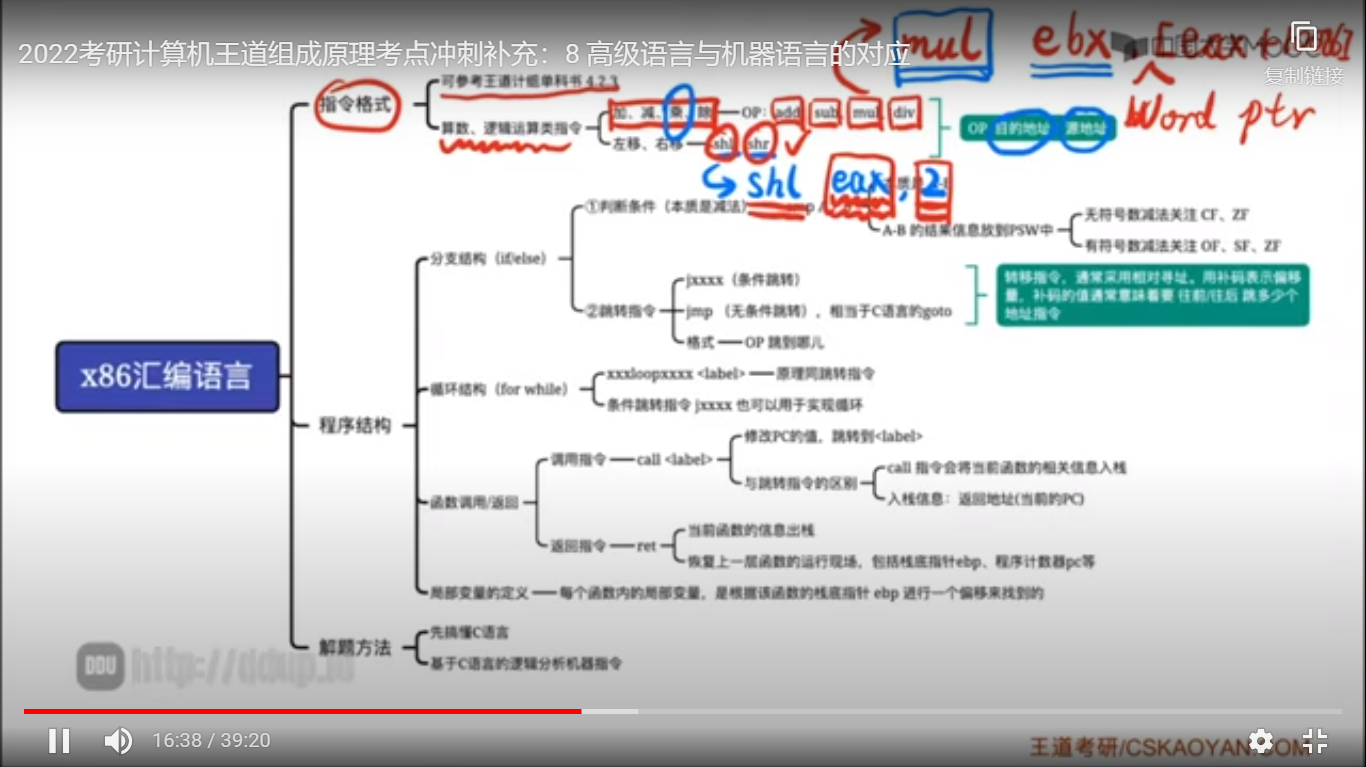 2022考研计算机王道组成原理考点冲刺补充：8 高级语言与机器语言的对应
复制链接
mul ebx
Word ptr
指令格式
可参考王道计组单科书 4.2.3
算数、逻辑运算类指令
加、减、乘、除
OP: add sub mul div
左移、右移
shl shr
OP 目的地址 源地址
shl eax, 2
x86汇编语言
程序结构
分支结构（if/else）
①判断条件（本质是减法）
A-B 的结果信息放到PSW中
无符号数减法关注 CF、ZF
有符号数减法关注 OF、SF、ZF
②跳转指令
jxxxx（条件跳转）
jmp （无条件跳转），相当于C语言的goto
格式
OP 跳到哪儿
转移指令，通常采用相对寻址。用补码表示偏移
量，补码的值通常意味着要 往前/往后 跳多少个
地址指令
循环结构（for while）
xxxloopxxxx <label>
原理同跳转指令
条件跳转指令 jxxxx 也可以用于实现循环
函数调用/返回
调用指令
call <label>
修改PC的值，跳转到<label>
与跳转指令的区别
call 指令会将当前函数的相关信息入栈
入栈信息：返回地址(当前的PC)
返回指令
ret
当前函数的信息出栈
恢复上一层函数的运行现场，包括栈底指针ebp、程序计数器pc等
局部变量的定义
每个函数内的局部变量，是根据该函数的栈底指针 ebp 进行一个偏移来找到的
解题方法
先搞懂C语言
基于C语言的逻辑分析机器指令
DDU
16:38 / 39:20
王道考研/CSKAOYAN.COM